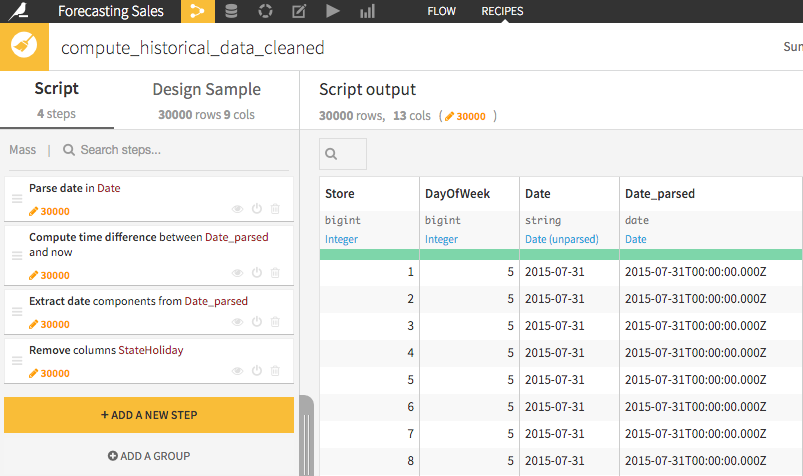 Forecasting Sales FLOW RECIPES
compute_historical_data_cleaned Sum
Script Design Sample
4 steps 30000 rows 9 cols
Script output
30000 rows, 13 cols ( 30000 )
Mass | Search steps...
Parse date in Date
30000
Compute time difference between Date_parsed
and now
30000
Extract date components from Date_parsed
30000
Remove columns StateHoliday
30000
+ ADD A NEW STEP
ADD A GROUP
Store DayOfWeek Date Date_parsed
bigint bigint string date
Integer Integer Date (unparsed) Date
1 5 2015-07-31 2015-07-31T00:00:00.000Z
2 5 2015-07-31 2015-07-31T00:00:00.000Z
3 5 2015-07-31 2015-07-31T00:00:00.000Z
4 5 2015-07-31 2015-07-31T00:00:00.000Z
5 5 2015-07-31 2015-07-31T00:00:00.000Z
6 5 2015-07-31 2015-07-31T00:00:00.000Z
7 5 2015-07-31 2015-07-31T00:00:00.000Z
8 5 2015-07-31 2015-07-31T00:00:00.000Z